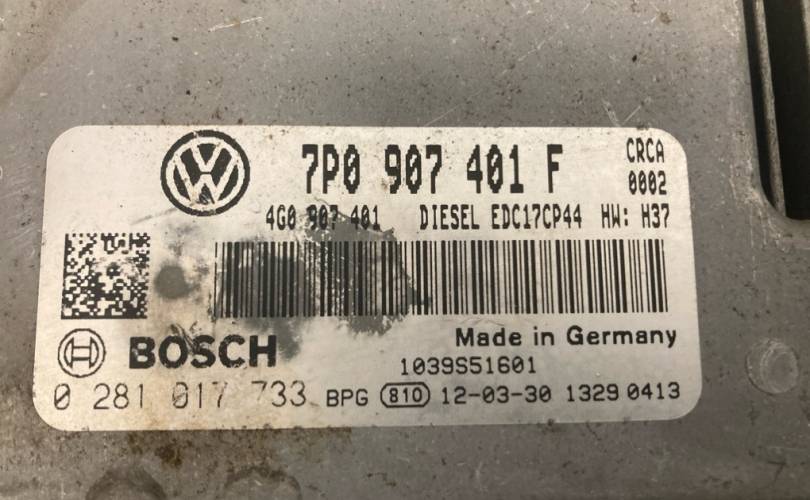 7P0 907 401 F
CRCA
0002
4G0 907 401 DIESEL EDC17CP44 HW: H37
Made in Germany
BOSCH
1039S51601
0 281 017 733 BPG 810 12-03-30 1329 0413